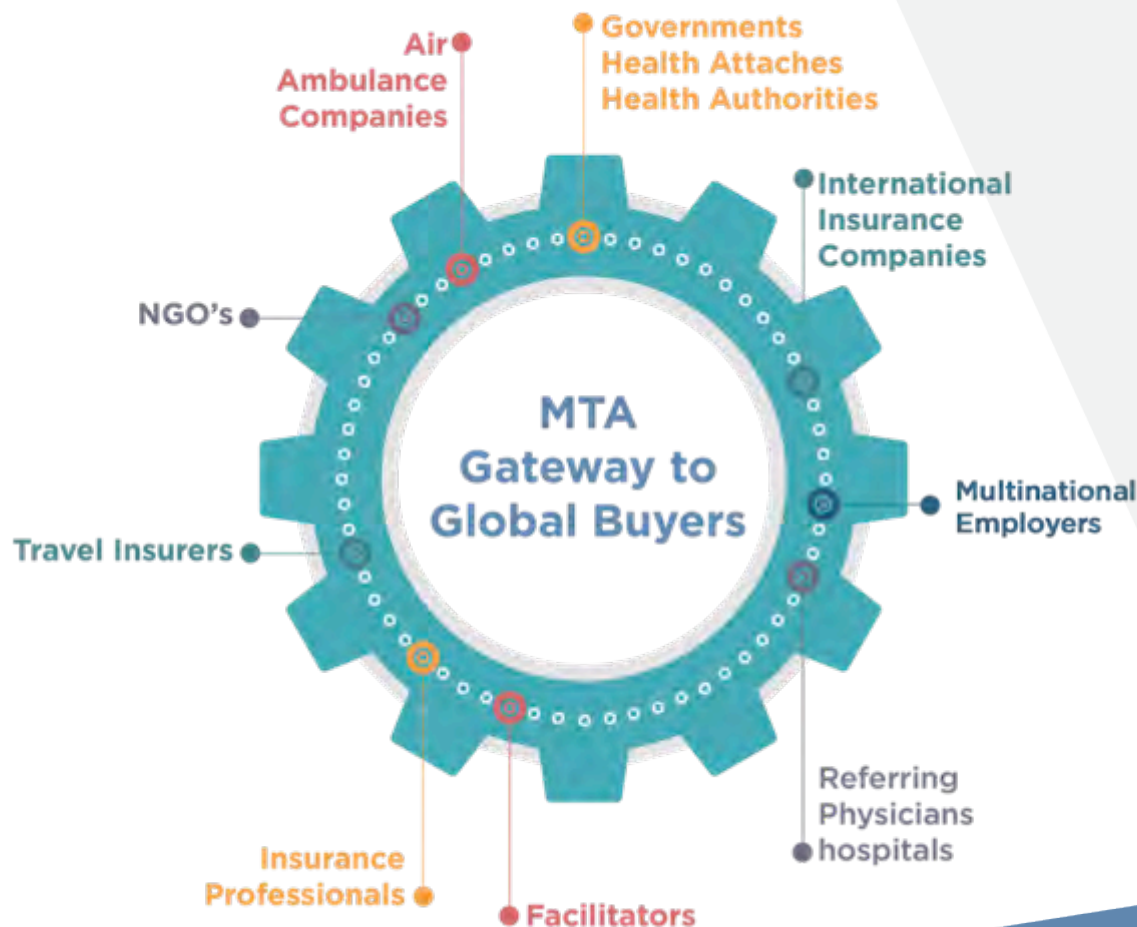 Governments
Health Attaches
Health Authorities
Air
Ambulance
Companies
International
Insurance
Companies
NGO's
MTA
Gateway to
Global Buyers
Multinational
Employers
Travel Insurers
Referring
Physicians
hospitals
Insurance
Professionals
Facilitators